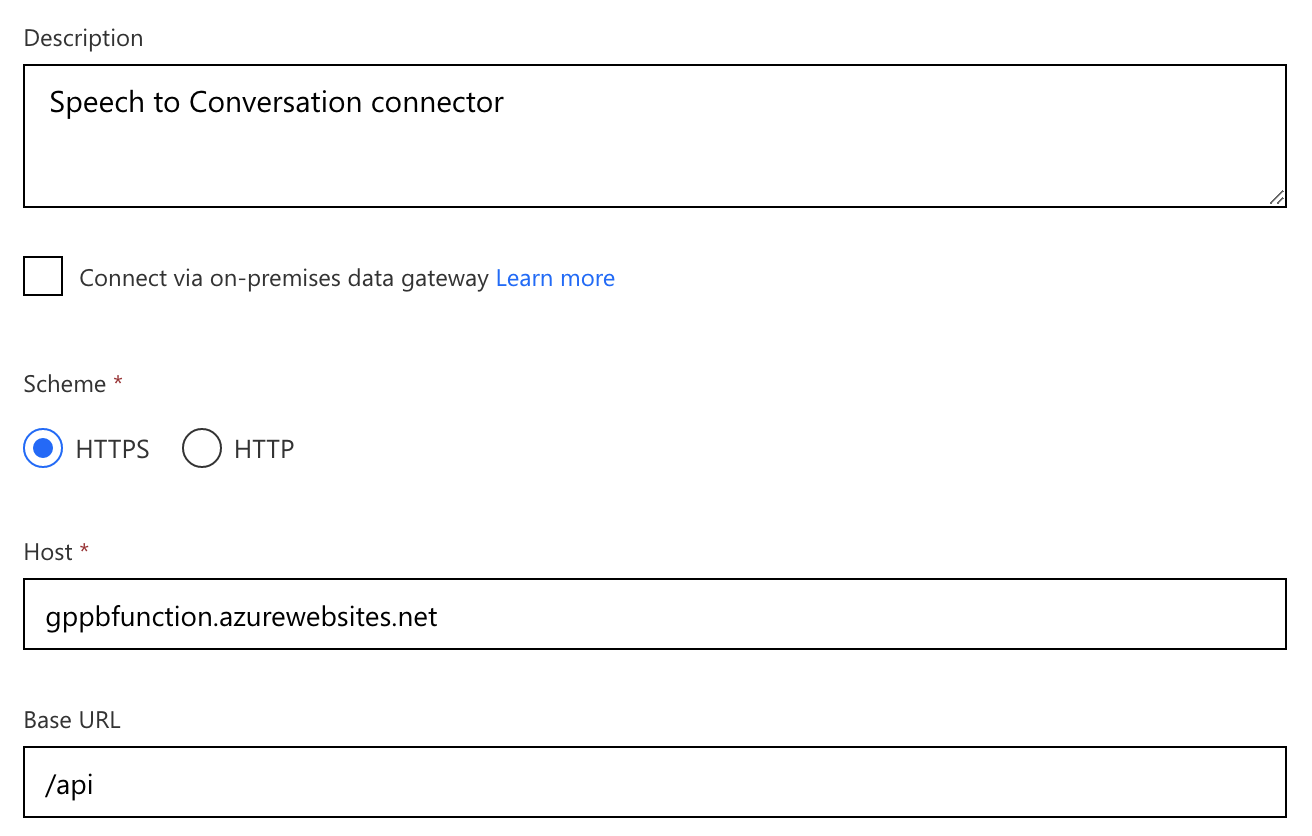 Description
Speech to Conversation connector
Connect via on-premises data gateway Learn more
Scheme *
HTTPS HTTP
Host *
gppbfunction.azurewebsites.net
Base URL
/api